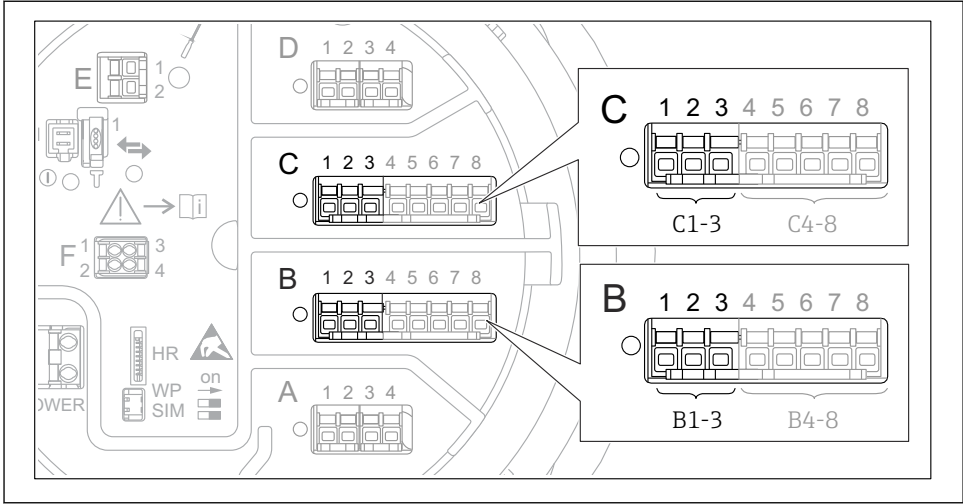 D 1 2 3 4
E 1
2
1
C 1 2 3 4 5 6 7 8
i
F 1 3
2 4
B 1 2 3 4 5 6 7 8
HR
WP on
SIM
OWER
A 1 2 3 4
C 1 2 3 4 5 6 7 8
C1-3 C4-8
B 1 2 3 4 5 6 7 8
B1-3 B4-8